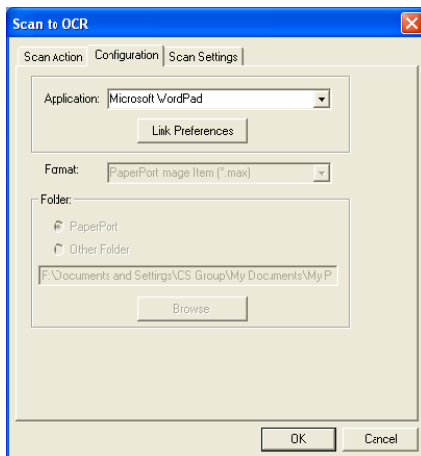 Scan to OCR
Scan Action Configuration Scan Settings
Application: Microsoft WordPad
Link Preferences
Format: PaperPort Image Item (*.max)
Folder:
PaperPort
Other Folder
F:\Documents and Settings\CS Group\My Documents\My P
Browse
OK Cancel